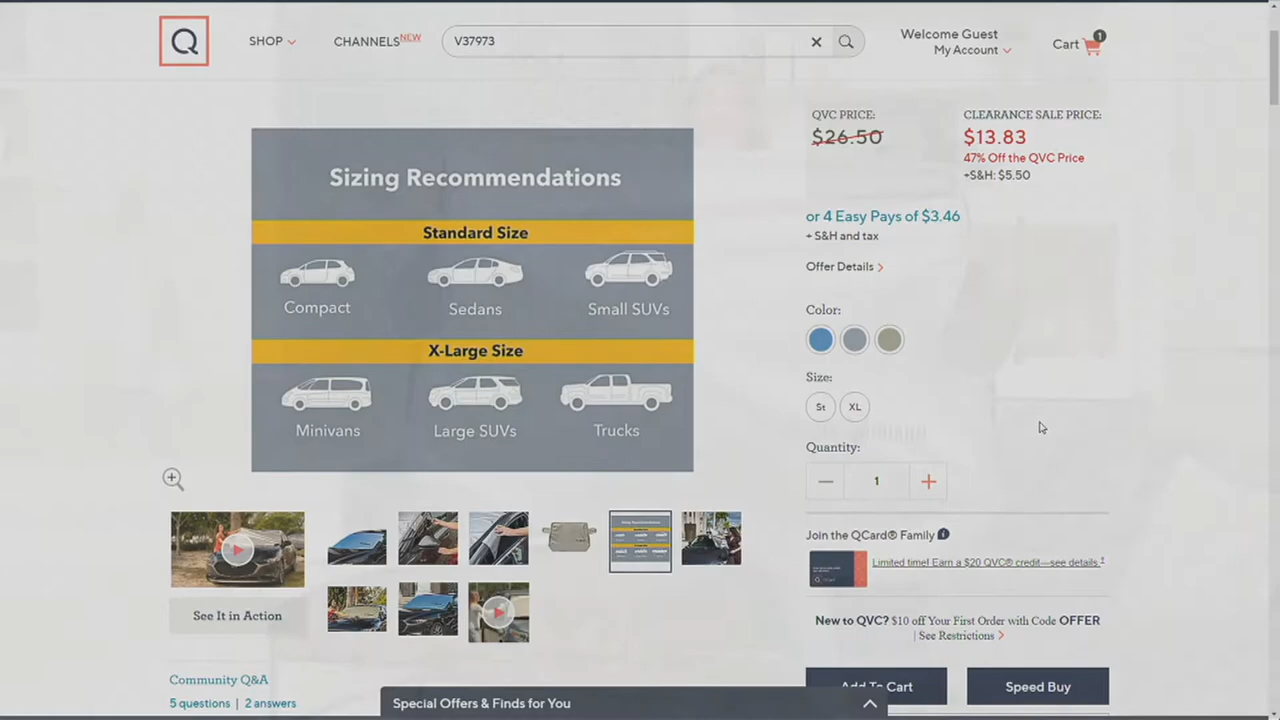 Q
SHOP
CHANNELS NEW
V37973
Welcome Guest
My Account
Cart
1
QVC PRICE:
$26.50
CLEARANCE SALE PRICE:
$13.83
47% Off the QVC Price
+S&H: $5.50
or 4 Easy Pays of $3.46
+ S&H and tax
Offer Details
Sizing Recommendations
Standard Size
Compact
Sedans
Small SUVs
X-Large Size
Minivans
Large SUVs
Trucks
Color:
Size:
St
XL
Quantity:
1
Join the QCard® Family
Limited time! Earn a $20 QVC® credit—see details.‡
New to QVC? $10 off Your First Order with Code OFFER
| See Restrictions
Add To Cart
Speed Buy
See It in Action
Community Q&A
5 questions | 2 answers
Special Offers & Finds for You